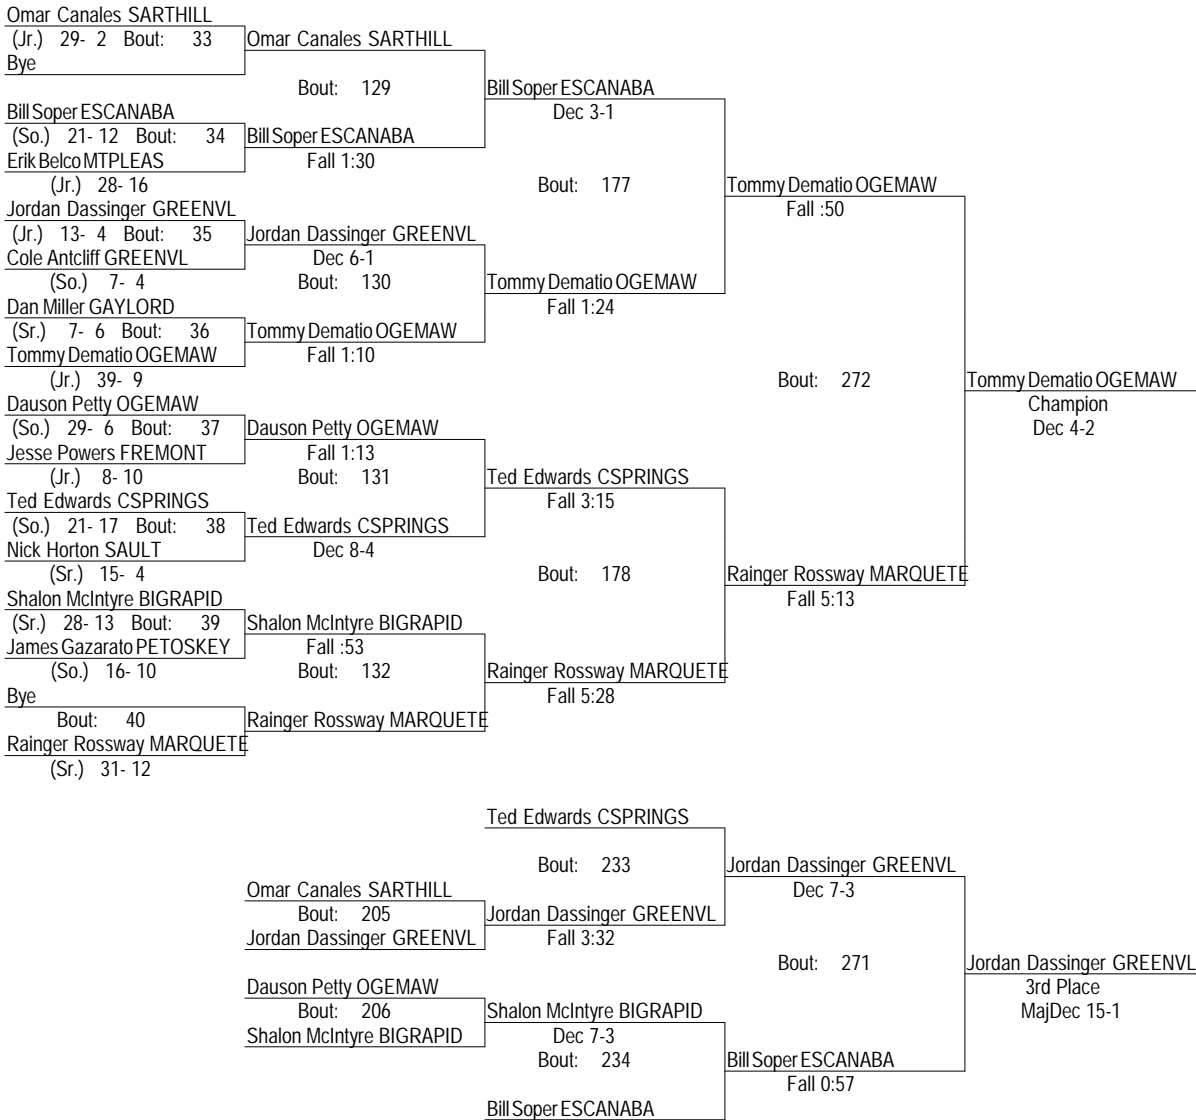 Omar Canales SARTHILL
(Jr.) 29- 2 Bout: 33 Omar Canales SARTHILL
Bye
Bout: 129 Bill Soper ESCANABA
Dec 3-1
Bill Soper ESCANABA
(So.) 21- 12 Bout: 34 Bill Soper ESCANABA
Erik Belco MTPLEAS Fall 1:30
(Jr.) 28- 16 Bout: 177 Tommy Dematio OGEMAW
Jordan Dassinger GREENVL Fall :50
(Jr.) 13- 4 Bout: 35 Jordan Dassinger GREENVL
Cole Antcliff GREENVL Dec 6-1
(So.) 7- 4 Bout: 130 Tommy Dematio OGEMAW
Dan Miller GAYLORD Fall 1:24
(Sr.) 7- 6 Bout: 36 Tommy Dematio OGEMAW
Tommy Dematio OGEMAW Fall 1:10
(Jr.) 39- 9 Bout: 272 Tommy Dematio OGEMAW
Dauson Petty OGEMAW Champion
(So.) 29- 6 Bout: 37 Dauson Petty OGEMAW Dec 4-2
Jesse Powers FREMONT Fall 1:13
(Jr.) 8- 10 Bout: 131 Ted Edwards CSPRINGS
Ted Edwards CSPRINGS Fall 3:15
(So.) 21- 17 Bout: 38 Ted Edwards CSPRINGS
Nick Horton SAULT Dec 8-4
(Sr.) 15- 4 Bout: 178 Rainger Rossway MARQUETE
Shalon McIntyre BIGRAPID Fall 5:13
(Sr.) 28- 13 Bout: 39 Shalon McIntyre BIGRAPID
James Gazarato PETOSKEY Fall :53
(So.) 16- 10 Bout: 132 Rainger Rossway MARQUETE
Bye Fall 5:28
Bout: 40 Rainger Rossway MARQUETE
Rainger Rossway MARQUETE
(Sr.) 31- 12
Ted Edwards CSPRINGS
Bout: 233 Jordan Dassinger GREENVL
Omar Canales SARTHILL Dec 7-3
Bout: 205 Jordan Dassinger GREENVL
Jordan Dassinger GREENVL Fall 3:32
Bout: 271 Jordan Dassinger GREENVL
Dauson Petty OGEMAW 3rd Place
Bout: 206 Shalon McIntyre BIGRAPID MajDec 15-1
Shalon McIntyre BIGRAPID Dec 7-3
Bout: 234 Bill Soper ESCANABA
Fall 0:57
Bill Soper ESCANABA